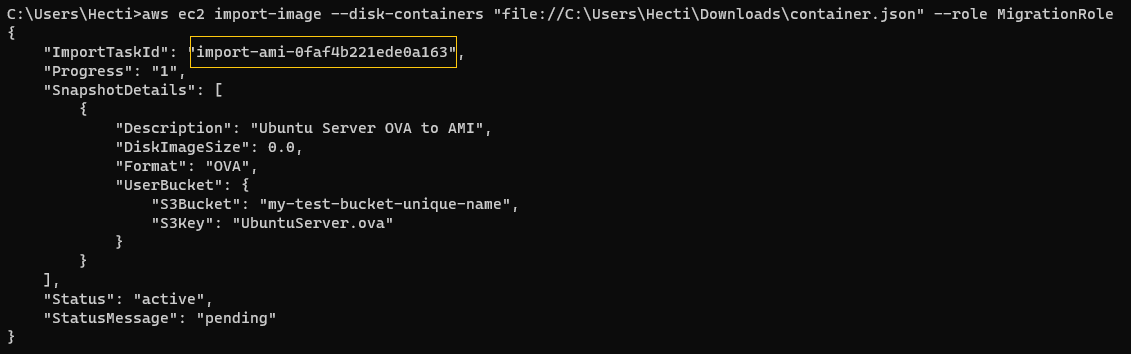 C:\Users\Hecti>aws ec2 import-image --disk-containers "file://C:\Users\Hecti\Downloads\container.json" --role MigrationRole
{
    "ImportTaskId": "import-ami-0faf4b221ede0a163",
    "Progress": "1",
    "SnapshotDetails": [
        {
            "Description": "Ubuntu Server OVA to AMI",
            "DiskImageSize": 0.0,
            "Format": "OVA",
            "UserBucket": {
                "S3Bucket": "my-test-bucket-unique-name",
                "S3Key": "UbuntuServer.ova"
            }
        }
    ],
    "Status": "active",
    "StatusMessage": "pending"
}